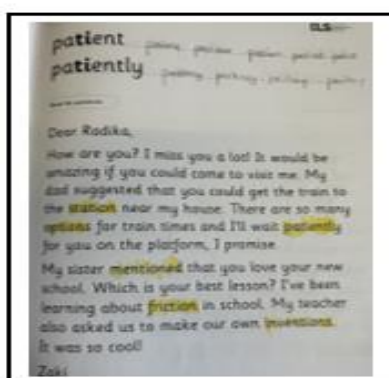 ELS
patient
patiently
Dear Radika,
How are you? I miss you a lot! It would be
amazing if you could come to visit me. My
dad suggested that you could get the train to
the station near my house. There are so many
options for train times and I'll wait patiently
for you on the platform, I promise.
My sister mentioned that you love your new
school. Which is your best lesson? I've been
learning about friction in school. My teacher
also asked us to make our own inventions.
It was so cool!
Zaki